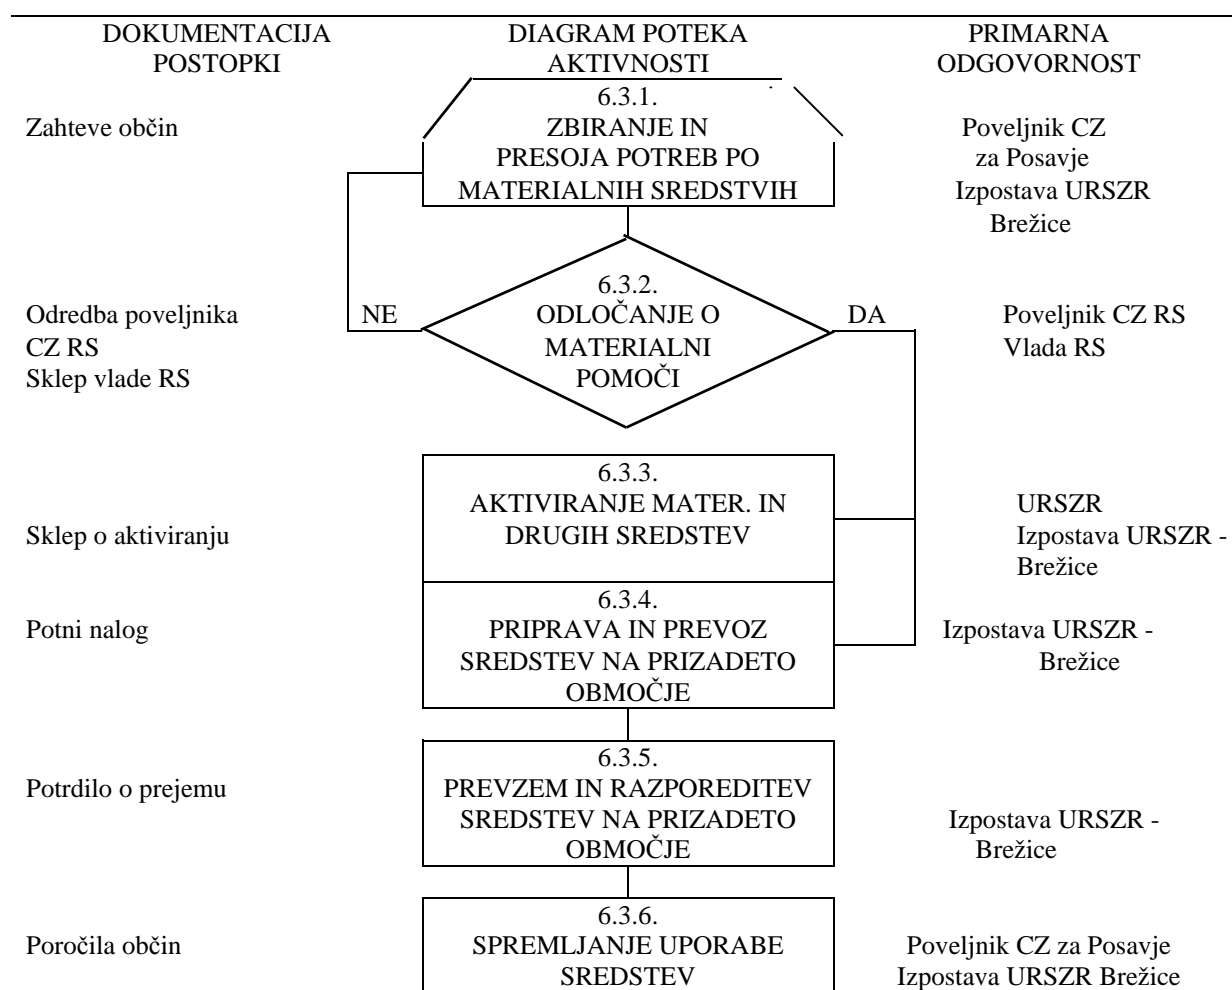 DOKUMENTACIJA
POSTOPKI
DIAGRAM POTEKA
AKTIVNOSTI
PRIMARNA
ODGOVORNOST
Zahteve občin
6.3.1.
ZBIRANJE IN
PRESOJA POTREB PO
MATERIALNIH SREDSTVIH
Poveljnik CZ
za Posavje
Izpostava URSZR
Brežice
Odredba poveljnika
CZ RS
Sklep vlade RS
NE
6.3.2.
ODLOČANJE O
MATERIALNI
POMOČI
DA
Poveljnik CZ RS
Vlada RS
Sklep o aktiviranju
6.3.3.
AKTIVIRANJE MATER. IN
DRUGIH SREDSTEV
URSZR
Izpostava URSZR -
Brežice
Potni nalog
6.3.4.
PRIPRAVA IN PREVOZ
SREDSTEV NA PRIZADETO
OBMOČJE
Izpostava URSZR -
Brežice
Potrdilo o prejemu
6.3.5.
PREVZEM IN RAZPOREDITEV
SREDSTEV NA PRIZADETO
OBMOČJE
Izpostava URSZR -
Brežice
Poročila občin
6.3.6.
SPREMLJANJE UPORABE
SREDSTEV
Poveljnik CZ za Posavje
Izpostava URSZR Brežice